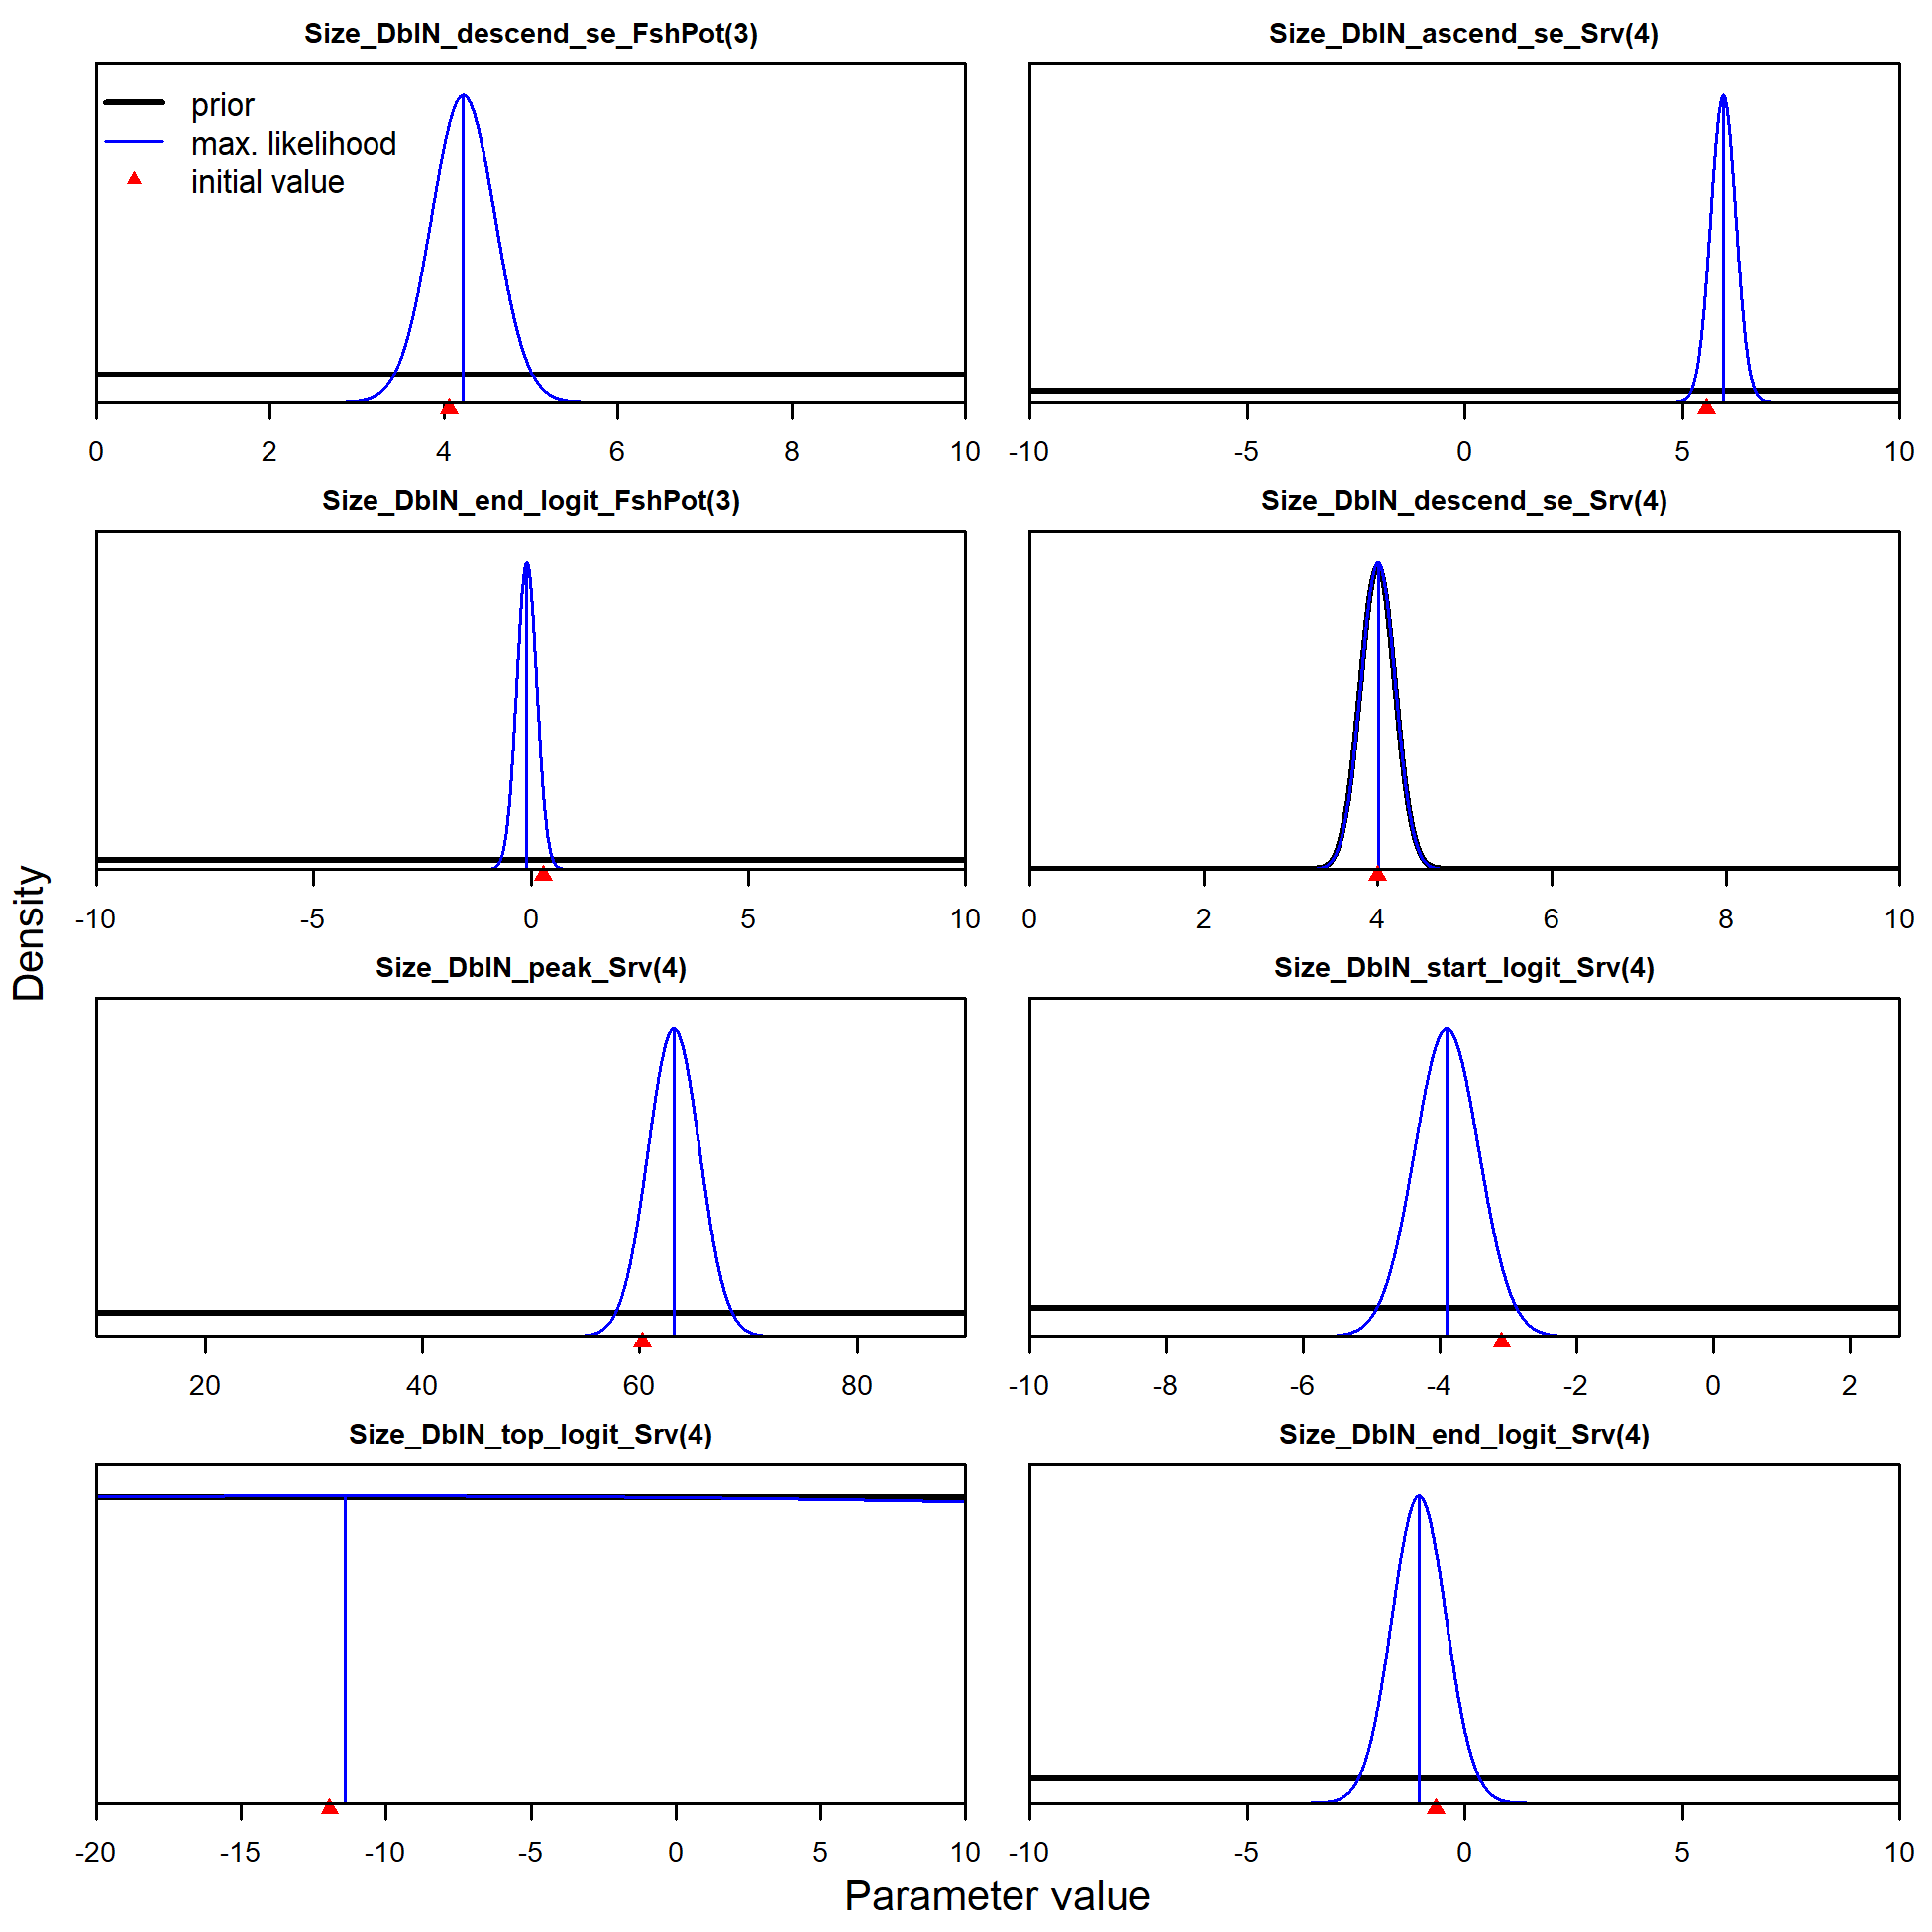 Size_DblN_descend_se_FshPot(3)
prior
max. likelihood
initial value
0 2 4 6 8 10
Size_DblN_ascend_se_Srv(4)
-10 -5 0 5 10
Size_DblN_end_logit_FshPot(3)
-10 -5 0 5 10
Size_DblN_descend_se_Srv(4)
0 2 4 6 8 10
Size_DblN_peak_Srv(4)
20 40 60 80
Size_DblN_start_logit_Srv(4)
-10 -8 -6 -4 -2 0 2
Size_DblN_top_logit_Srv(4)
-20 -15 -10 -5 0 5 10
Size_DblN_end_logit_Srv(4)
-10 -5 0 5 10
Density
Parameter value